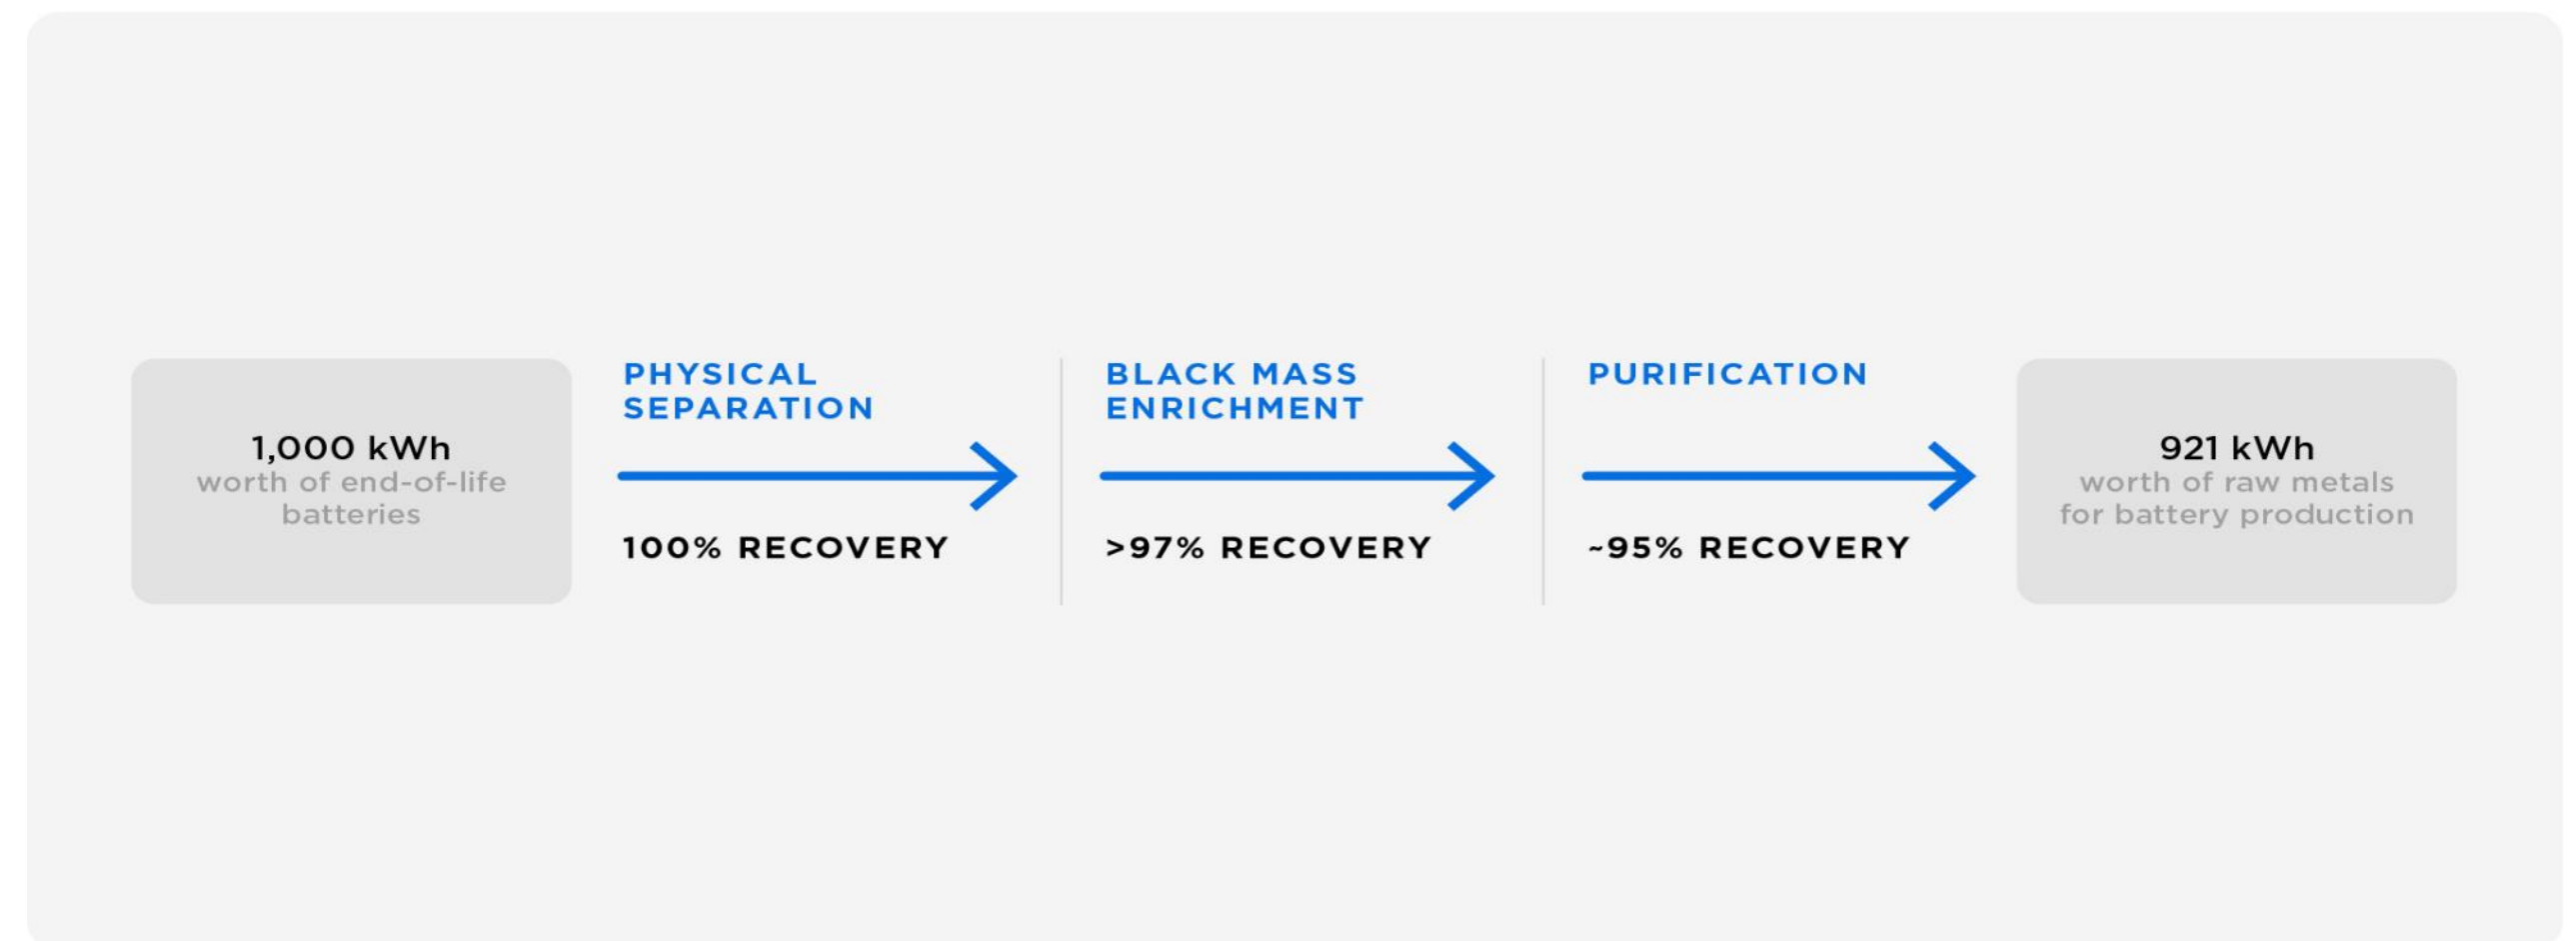 1,000 kWh
worth of end-of-life
batteries
PHYSICAL
SEPARATION
100% RECOVERY
BLACK MASS
ENRICHMENT
>97% RECOVERY
PURIFICATION
~95% RECOVERY
921 kWh
worth of raw metals
for battery production